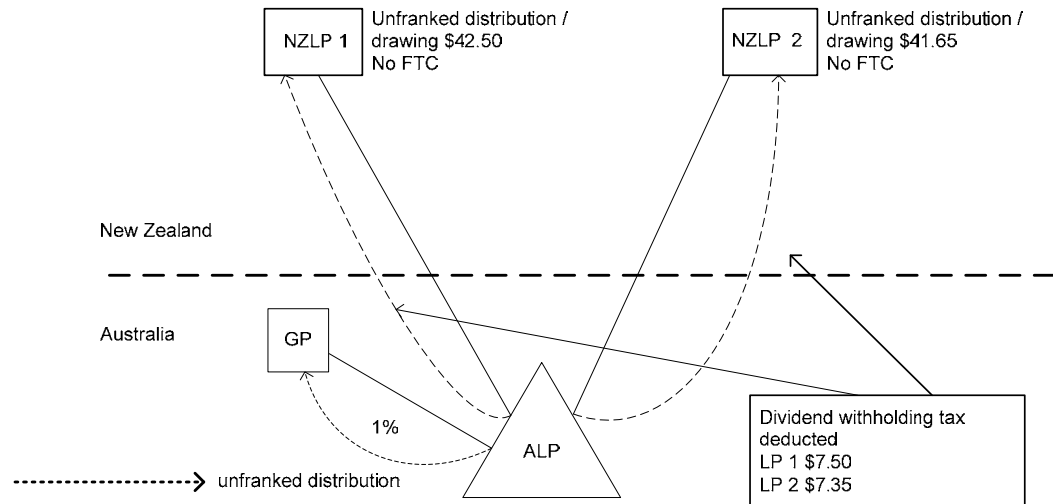 NZLP 1
Unfranked distribution /
drawing $42.50
No FTC
NZLP 2
Unfranked distribution /
drawing $41.65
No FTC
New Zealand
Australia
GP
1%
ALP
Dividend withholding tax
deducted
LP 1 $7.50
LP 2 $7.35
unfranked distribution